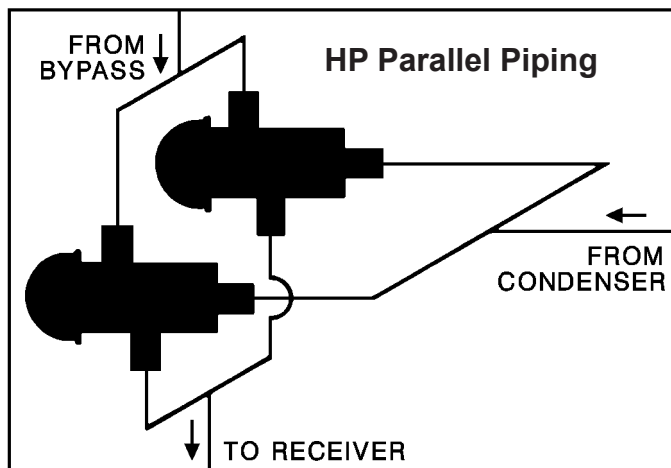 FROM
BYPASS
HP Parallel Piping
FROM
CONDENSER
TO RECEIVER